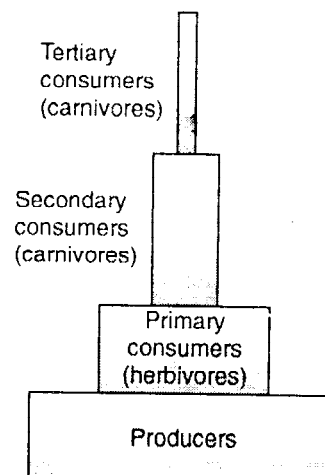 Tertiary
consumers
(carnivores)
Secondary
consumers
(carnivores)
Primary
consumers
(herbivores)
Producers